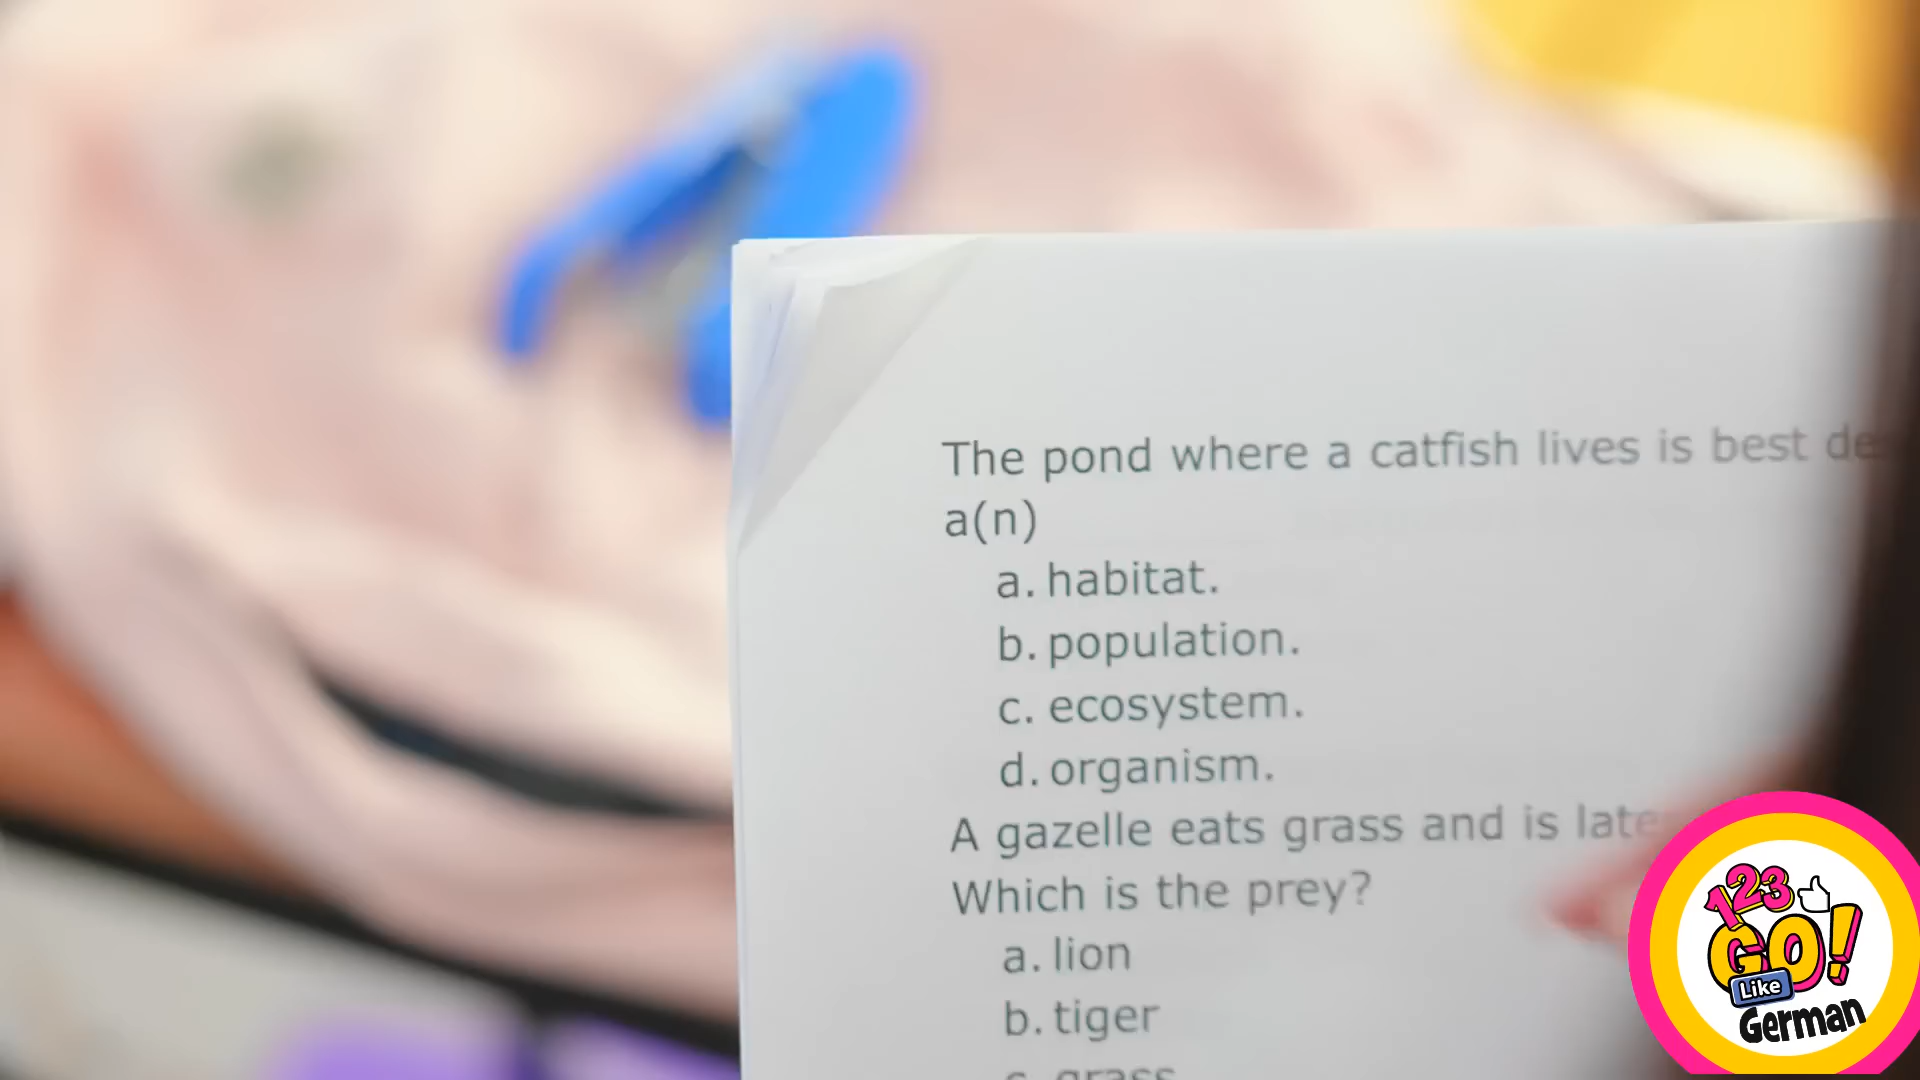 The pond where a catfish lives is best
a(n)
a. habitat.
b. population.
c. ecosystem.
d. organism.
A gazelle eats grass and is late
Which is the prey?
a. lion
b. tiger
c. grass
123
GO!
Like
German